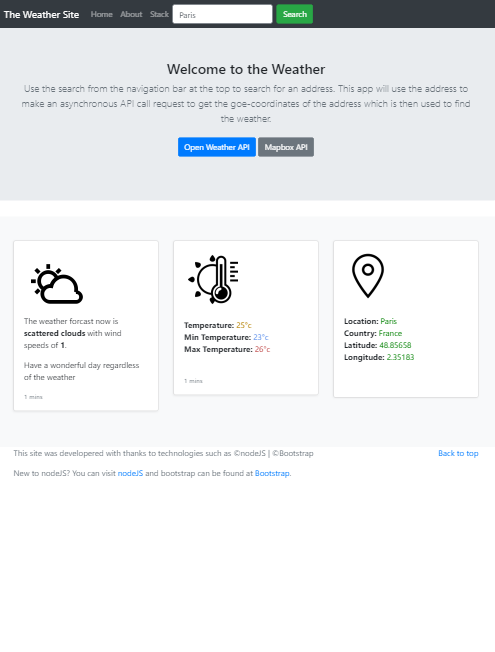 The Weather Site Home About Stack Paris Search
Welcome to the Weather
Use the search from the navigation bar at the top to search for an address. This app will use the address to
make an asynchronous API call request to get the goe-coordinates of the address which is then used to find
the weather.
Open Weather API Mapbox API
The weather forcast now is
scattered clouds with wind
speeds of 1.
Have a wonderful day regardless
of the weather
1 mins
Temperature: 25°c
Min Temperature: 23°c
Max Temperature: 26°c
1 mins
Location: Paris
Country: France
Latitude: 48.85658
Longitude: 2.35183
This site was developered with thanks to technologies such as ©nodeJS | ©Bootstrap
Back to top
New to nodeJS? You can visit nodeJS and bootstrap can be found at Bootstrap.